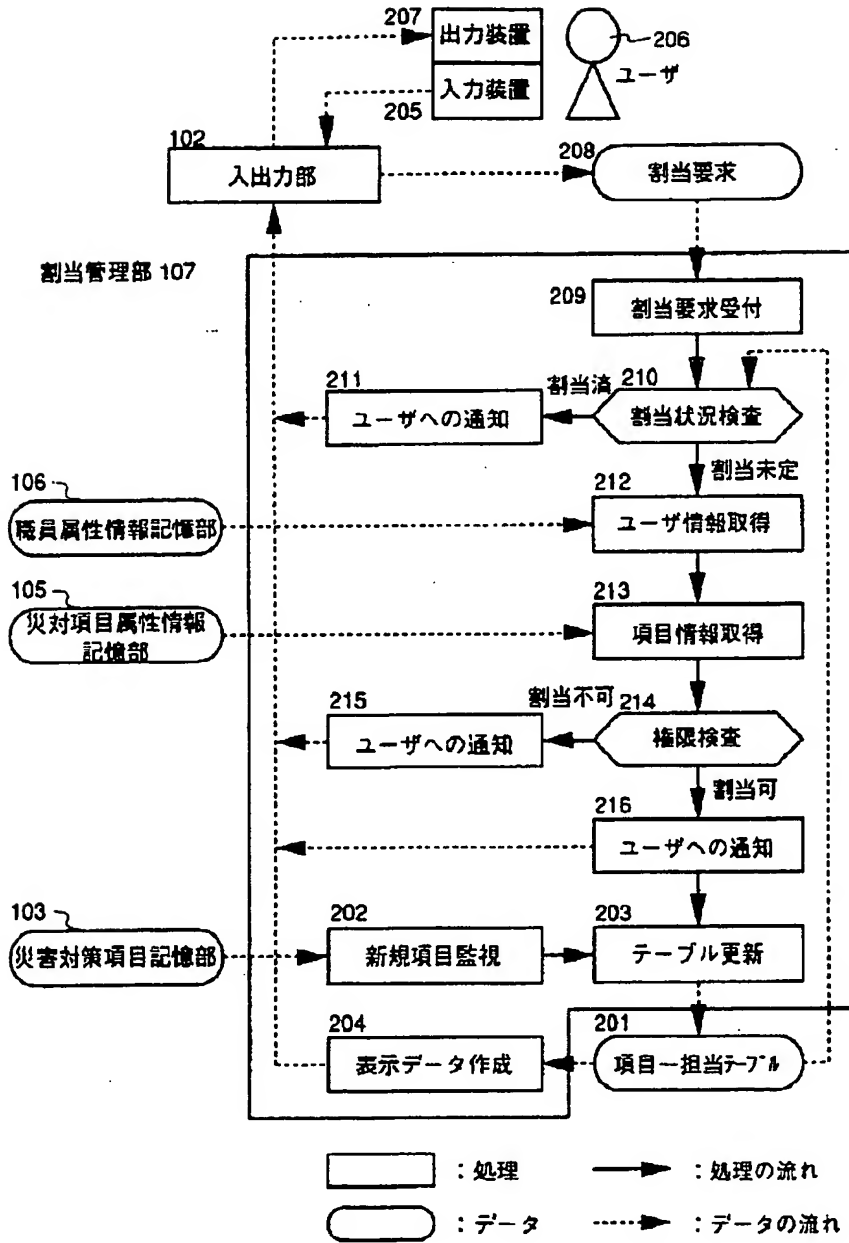 207
出力装置
206
入力装置
ユーザ
205
102
入出力部
208
割当要求
割当管理部 107
209
割当要求受付
211
割当済
210
ユーザへの通知
割当状況検査
割当未定
106
212
職員属性情報記憶部
ユーザ情報取得
105
213
災対項目属性情報
記憶部
項目情報取得
215
割当不可
214
ユーザへの通知
権限検査
割当可
216
ユーザへの通知
103
202
203
災害対策項目記憶部
新規項目監視
テーブル更新
204
201
表示データ作成
項目ー担当テーブル
：処理
：処理の流れ
：データ
：データの流れ